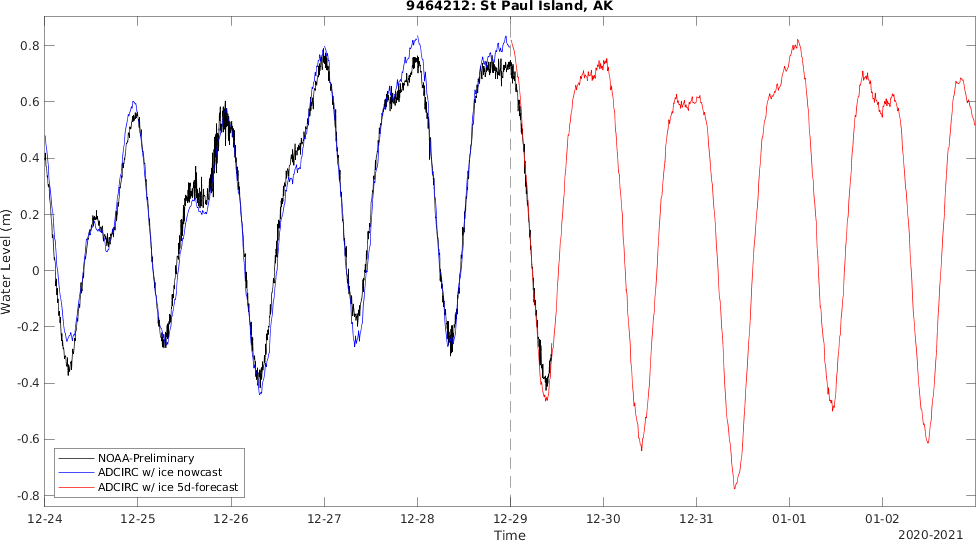 9464212: St Paul Island, AK
0.8
0.6
0.4
0.2
0
-0.2
-0.4
-0.6
-0.8
Water Level (m)
NOAA-Preliminary
ADCIRC w/ ice nowcast
ADCIRC w/ ice 5d-forecast
12-24 12-25 12-26 12-27 12-28 12-29 12-30 12-31 01-01 01-02
Time
2020-2021